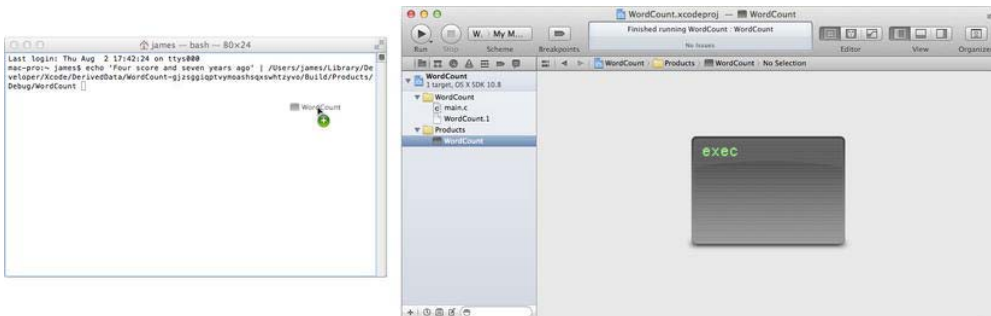 james — bash — 80×24
Last login: Thu Aug  2 17:42:24 on ttys000
mac-pro:~ james$ echo "Four score and seven years ago" | /Users/james/Library/De
veloper/Xcode/DerivedData/
Build/Products/
Debug/WordCount
WordCount
WordCount.xcodeproj — WordCount
W. My M...
Finished running WordCount : WordCount
No Issues
Run Stop Scheme Breakpoints Editor View Organizer
WordCount
1 target, OS X SDK 10.8
WordCount Products WordCount No Selection
WordCount
main.c
WordCount.1
Products
WordCount
exec